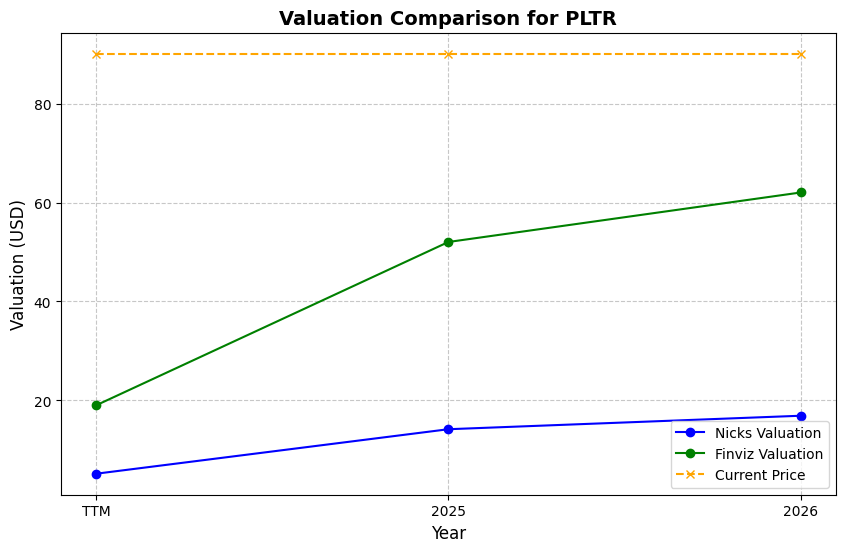 Valuation Comparison for PLTR
Valuation (USD)
80
60
40
20
TTM
2025
2026
Year
Nicks Valuation
Finviz Valuation
Current Price